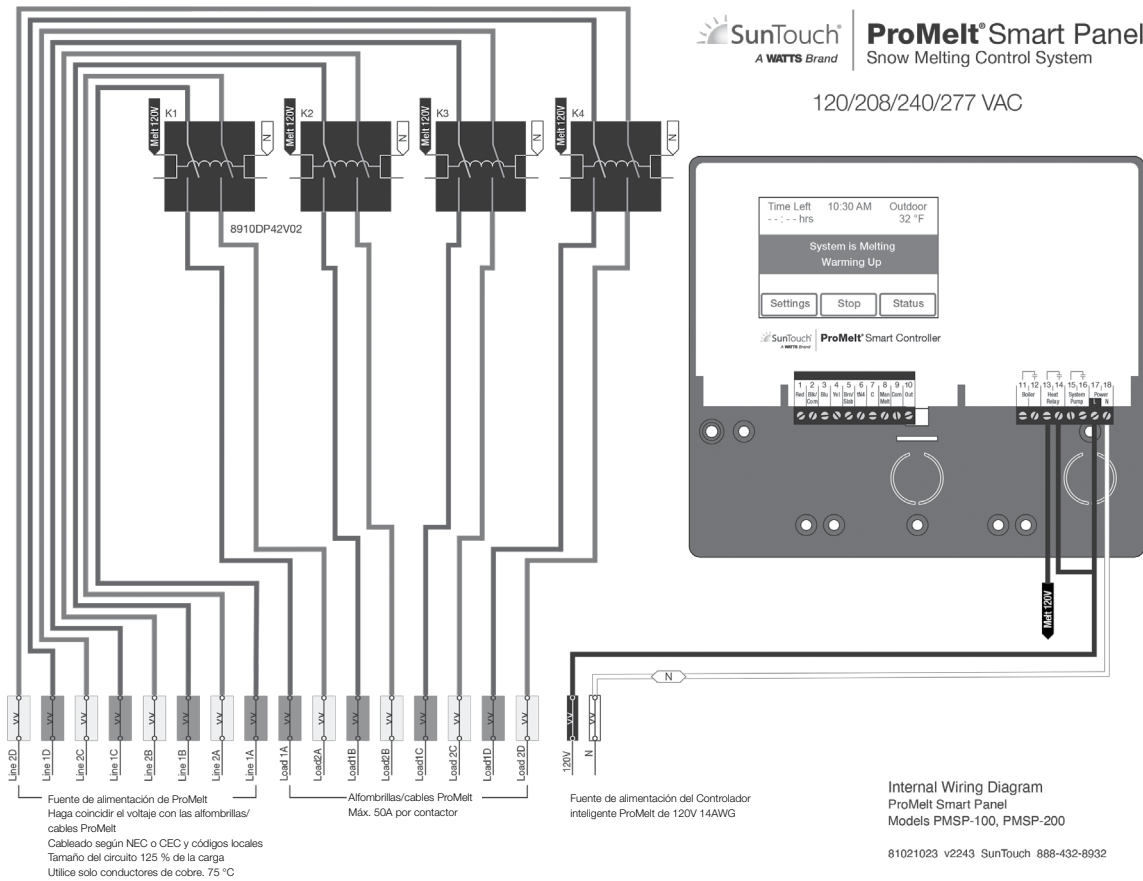 SunTouch®
A WATTS Brand
ProMelt® Smart Panel
Snow Melting Control System
120/208/240/277 VAC
Melt 120V
K1
N
Melt 120V
K2
N
Melt 120V
K3
N
Melt 120V
K4
N
8910DP42V02
Time Left 10:30 AM Outdoor
- - : - - hrs 32 °F
System is Melting
Warming Up
Settings Stop Status
SunTouch®
A WATTS Brand
ProMelt® Smart Controller
1 2 3 4 5 6 7 8 9 10
Red Blk/Com Blu Yel Brn/Slab tN4 C Man Melt Com Out
11 12 13 14 15 16 17 18
Boiler Heat Relay System Pump Power
L N
Melt 120V
N
Line 2D
Line 1D
Line 2C
Line 1C
Line 2B
Line 1B
Line 2A
Line 1A
Load 1A
Load2A
Load1B
Load2B
Load1C
Load 2C
Load1D
Load 2D
120V
N
Fuente de alimentación de ProMelt
Haga coincidir el voltaje con las alfombrillas/
cables ProMelt
Cableado según NEC o CEC y códigos locales
Tamaño del circuito 125 % de la carga
Utilice solo conductores de cobre. 75 °C
Alfombrillas/cables ProMelt
Máx. 50A por contactor
Fuente de alimentación del Controlador
inteligente ProMelt de 120V 14AWG
Internal Wiring Diagram
ProMelt Smart Panel
Models PMSP-100, PMSP-200
81021023 v2243 SunTouch 888-432-8932